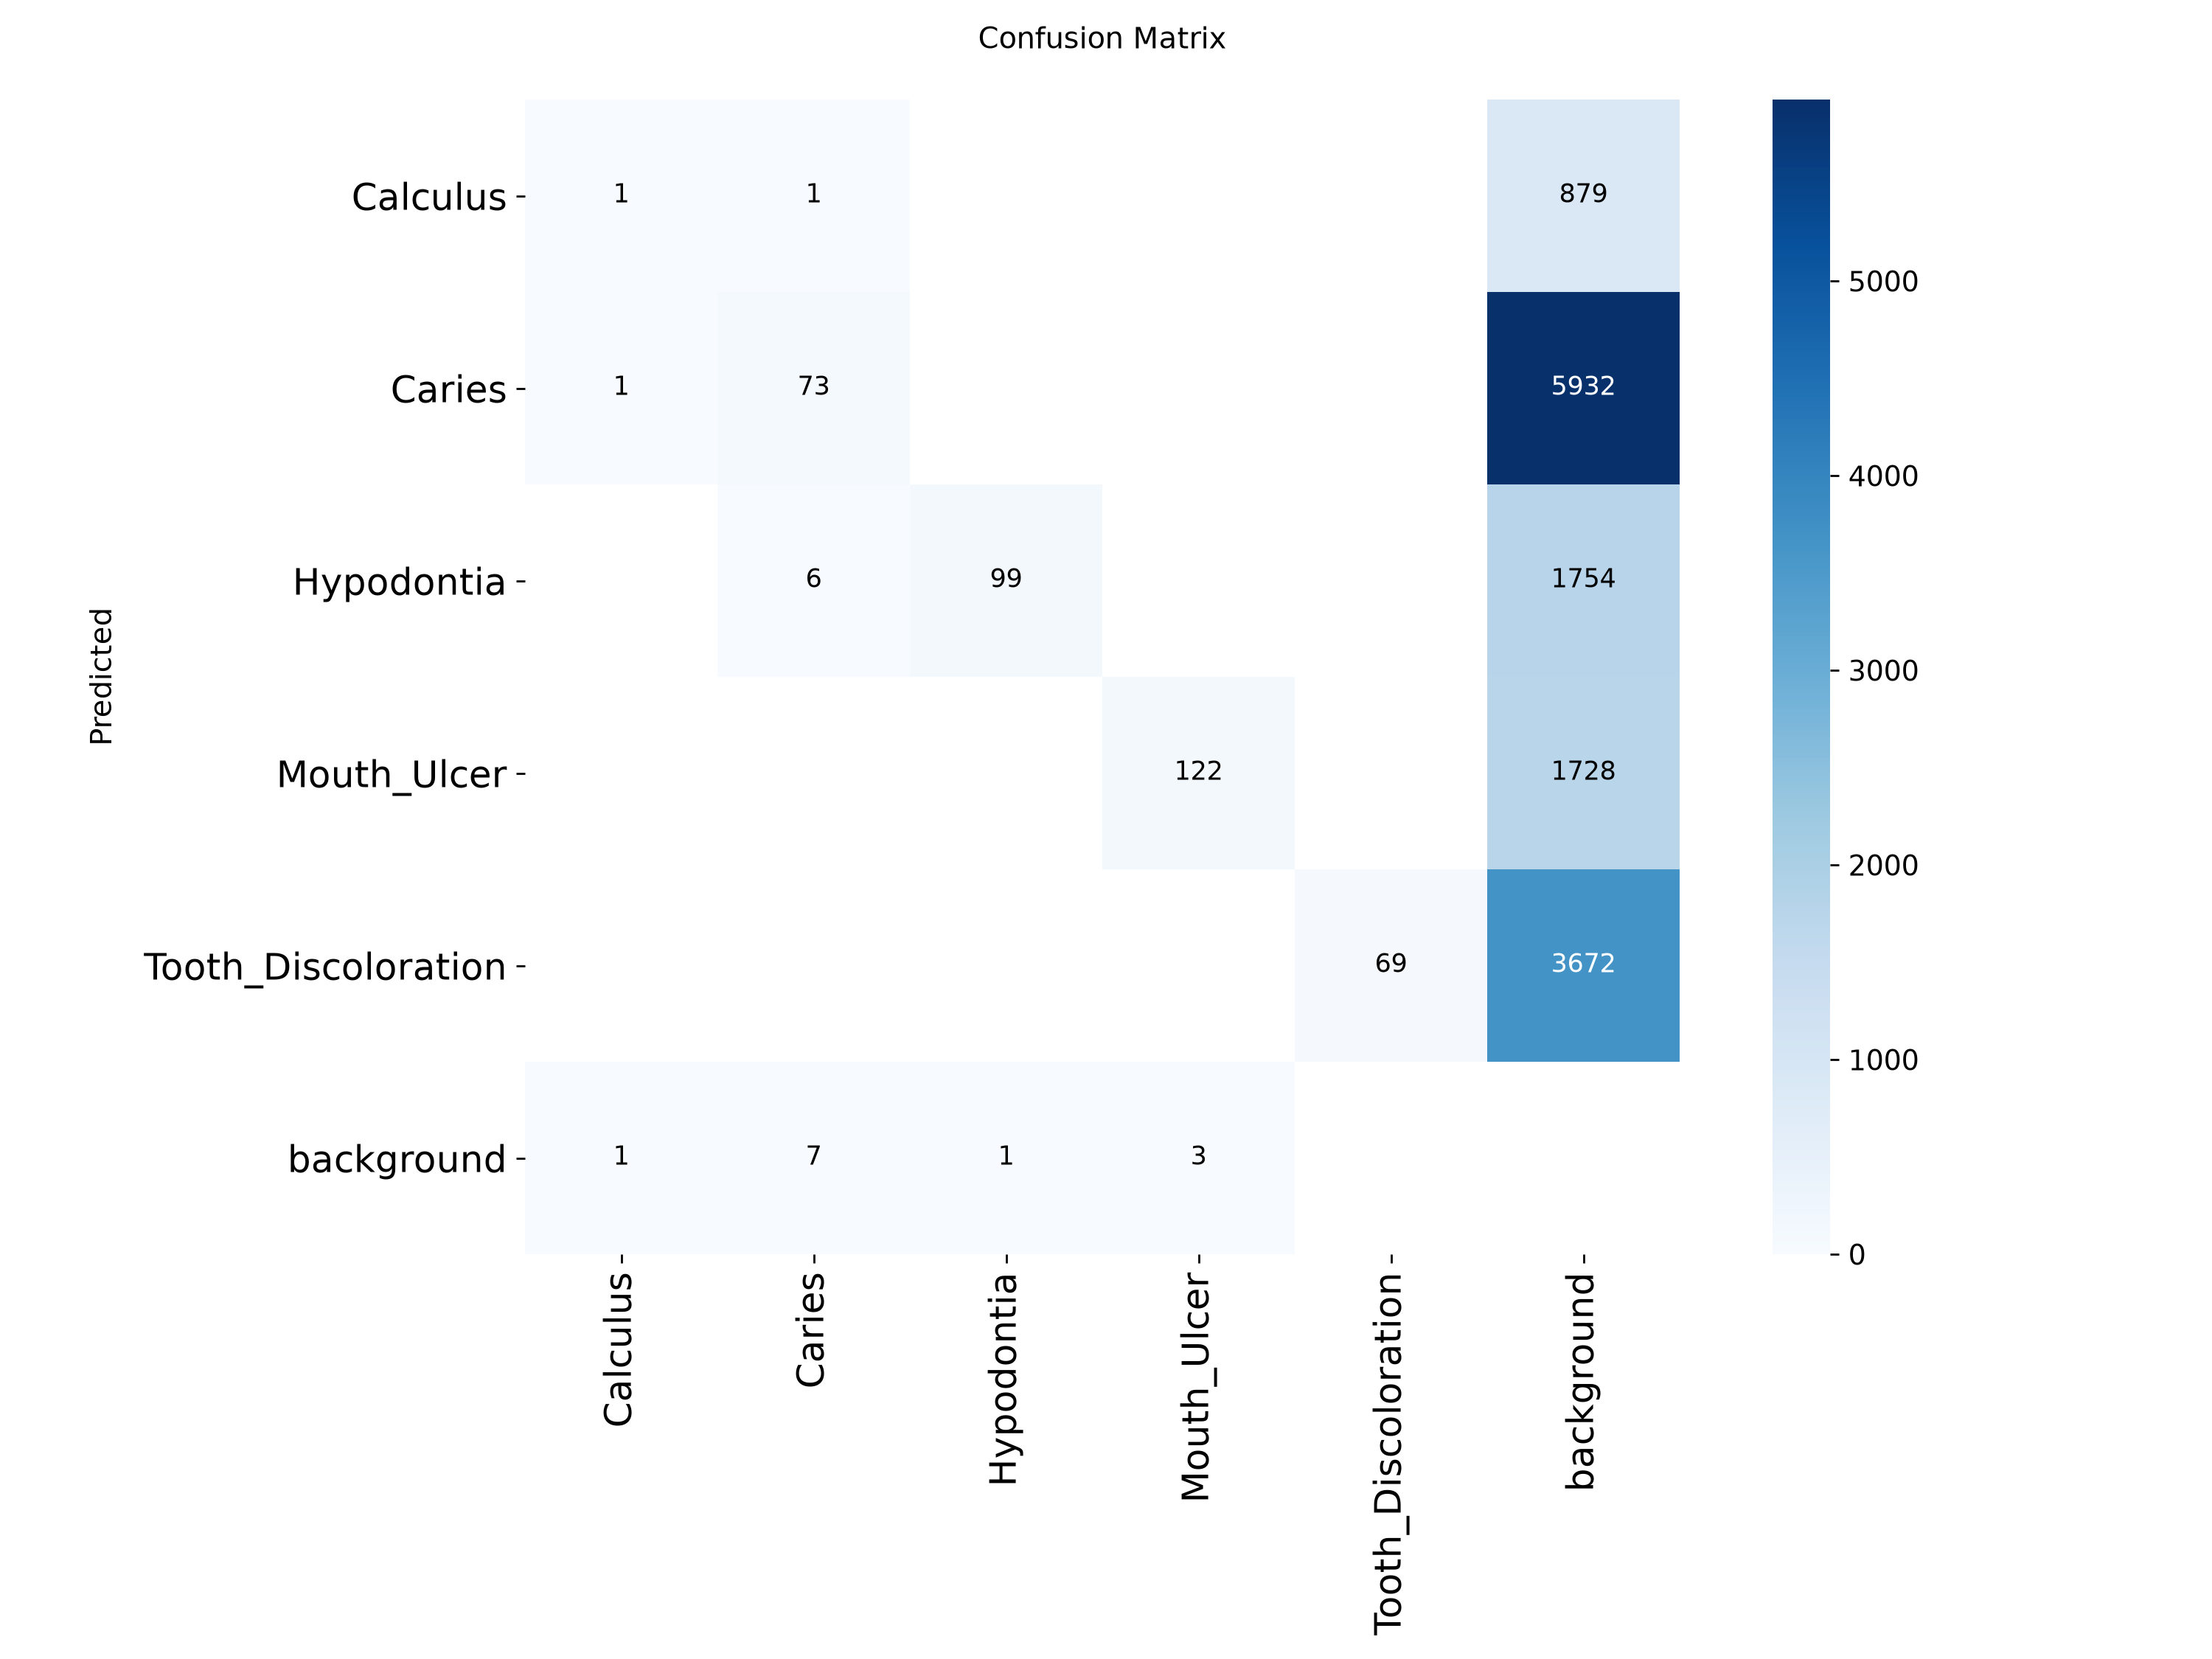 Confusion Matrix
Calculus
1 1 879
5000
Caries
1 73 5932
4000
Hypodontia
6 99 1754
3000
Predicted
Mouth_Ulcer
122 1728
2000
Tooth_Discoloration
69 3672
1000
background
1 7 1 3
0
Calculus
Caries
Hypodontia
Mouth_Ulcer
Tooth_Discoloration
background